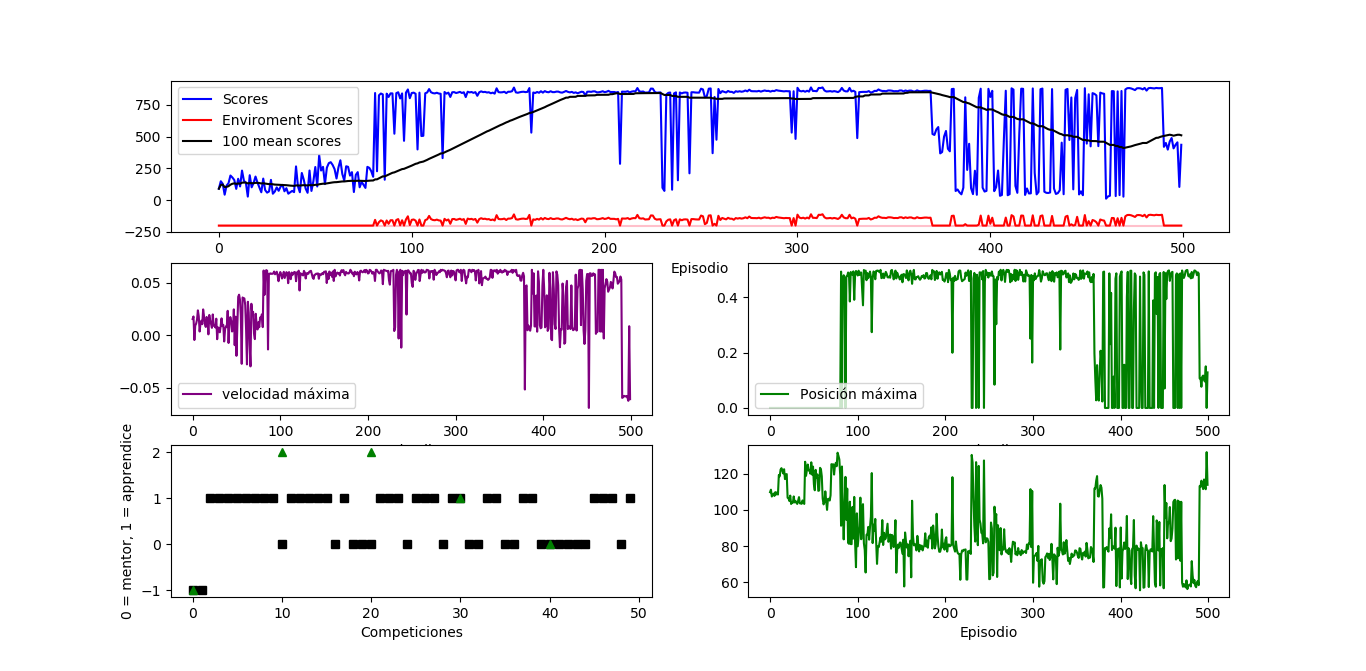 Scores
Enviroment Scores
100 mean scores
750
500
250
0
−250
0 100 200 300 400 500
Episodio
0.05
0.00
−0.05
velocidad máxima
0 100 200 300 400 500
0.4
0.2
0.0
Posición máxima
0 100 200 300 400 500
0 = mentor, 1 = apprendice
2
1
0
−1
0 10 20 30 40 50
Competiciones
120
100
80
60
0 100 200 300 400 500
Episodio